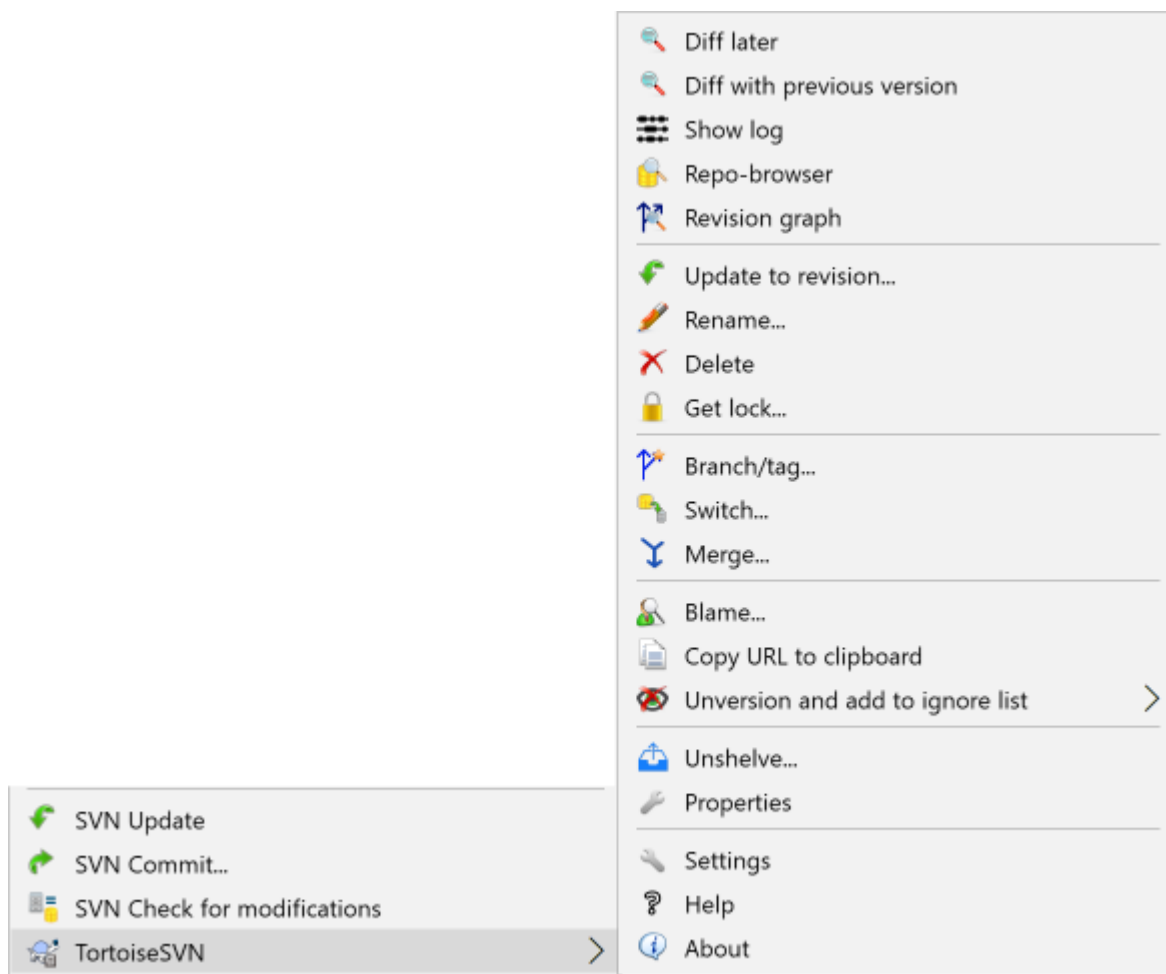 Diff later
Diff with previous version
Show log
Repo-browser
Revision graph
Update to revision...
Rename...
Delete
Get lock...
Branch/tag...
Switch...
Merge...
Blame...
Copy URL to clipboard
Unversion and add to ignore list
Unshelve...
Properties
Settings
Help
About
SVN Update
SVN Commit...
SVN Check for modifications
TortoiseSVN